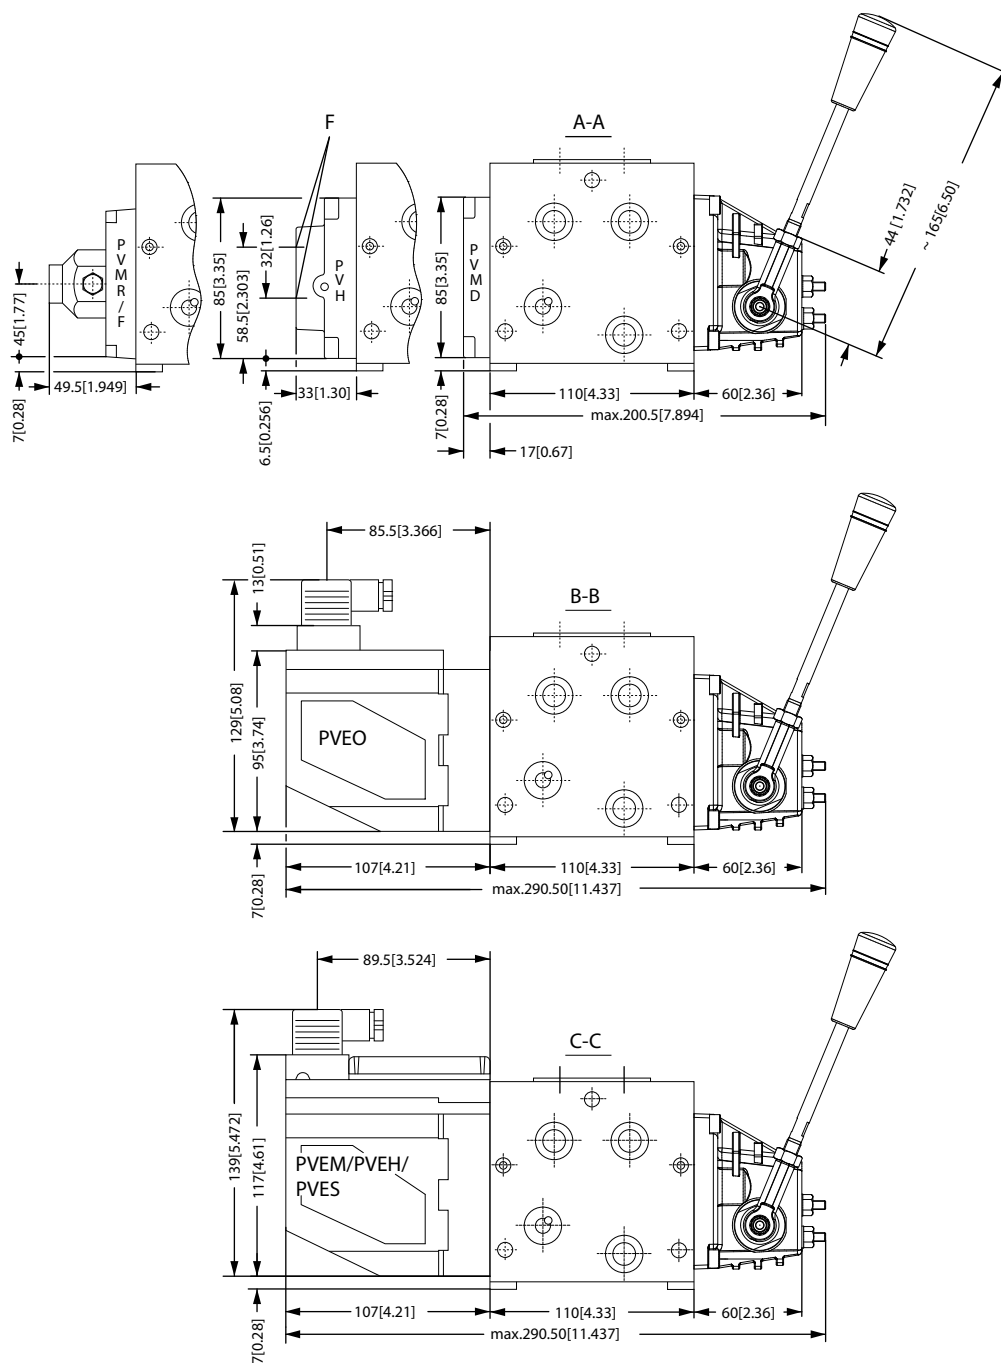 F
A-A
PVMR/F
PVH
PVMD
45[1.77]
7[0.28]
49.5[1.949]
85[3.35]
32[1.26]
58.5[2.303]
6.5[0.256]
33[1.30]
85[3.35]
7[0.28]
110[4.33]
60[2.36]
max.200.5[7.894]
17[0.67]
44 [1.732]
~ 165[6.50]
85.5[3.366]
13[0.51]
B-B
129[5.08]
95[3.74]
PVEO
7[0.28]
107[4.21]
110[4.33]
60[2.36]
max.290.50[11.437]
89.5[3.524]
C-C
139[5.472]
117[4.61]
PVEM/PVEH/
PVES
7[0.28]
107[4.21]
110[4.33]
60[2.36]
max.290.50[11.437]